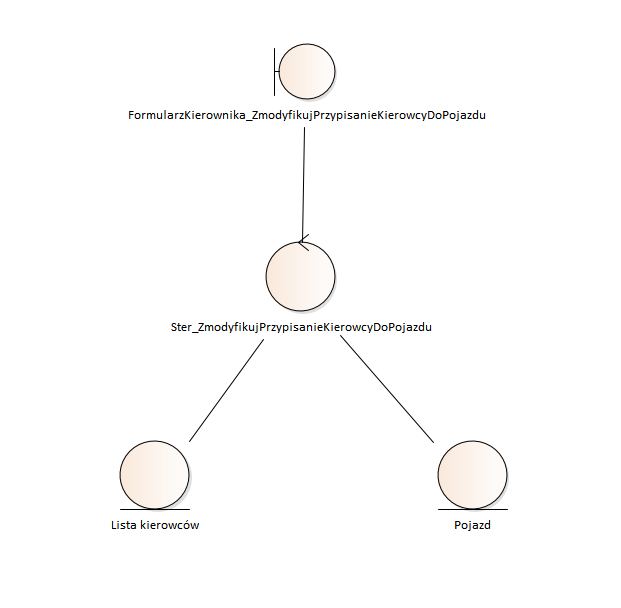 FormularzKierownika_ZmodyfikujPrzypisanieKierowcyDoPojazdu
Ster_ZmodyfikujPrzypisanieKierowcyDoPojazdu
Lista kierowców
Pojazd